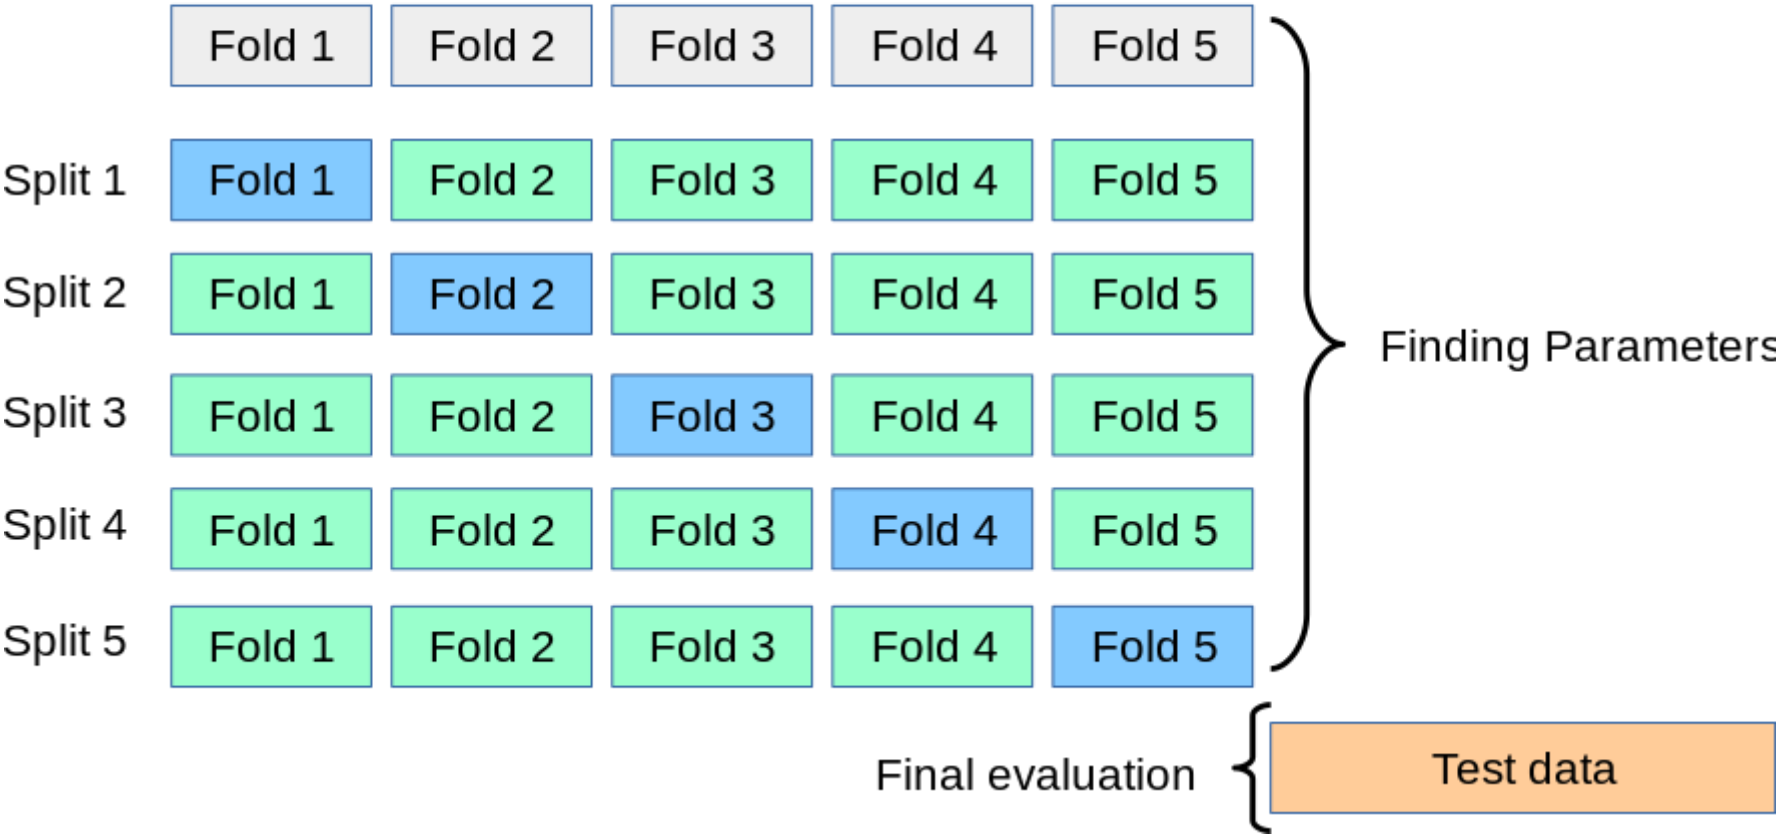 Fold 1 Fold 2 Fold 3 Fold 4 Fold 5
Split 1 Fold 1 Fold 2 Fold 3 Fold 4 Fold 5
Split 2 Fold 1 Fold 2 Fold 3 Fold 4 Fold 5
Finding Parameters
Split 3 Fold 1 Fold 2 Fold 3 Fold 4 Fold 5
Split 4 Fold 1 Fold 2 Fold 3 Fold 4 Fold 5
Split 5 Fold 1 Fold 2 Fold 3 Fold 4 Fold 5
Final evaluation Test data